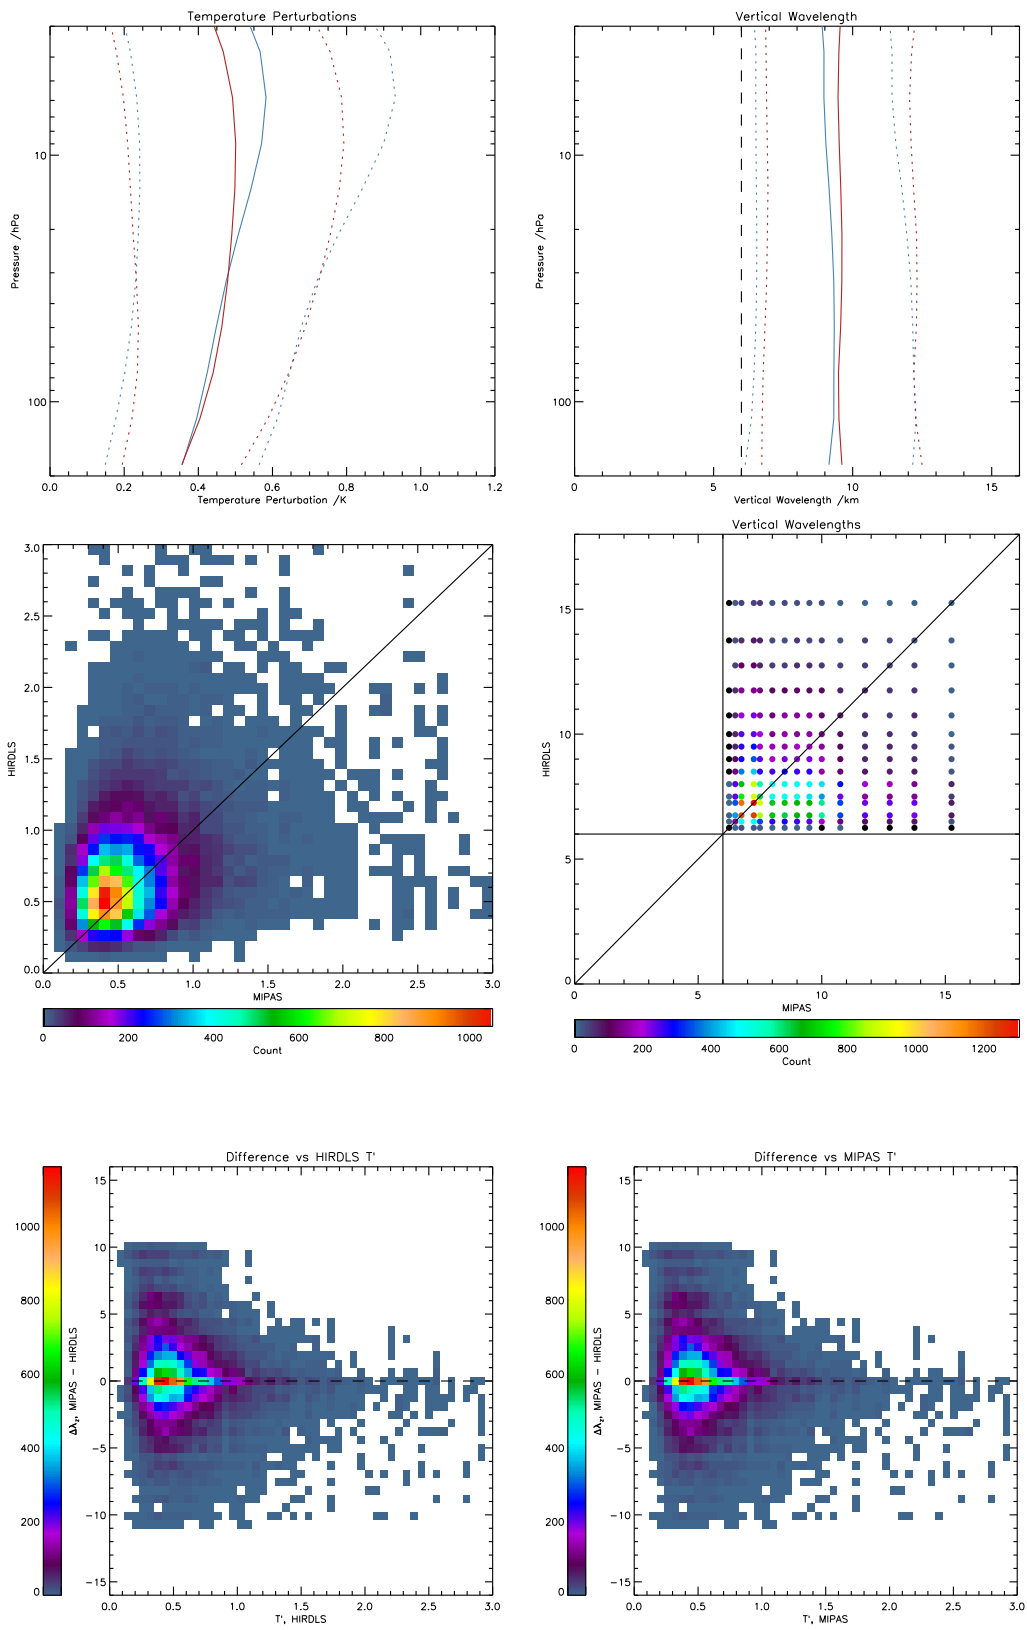 Temperature Perturbations
Pressure /hPa
10
100
0.0 0.2 0.4 0.6 0.8 1.0 1.2
Temperature Perturbation /K
Vertical Wavelength
Pressure /hPa
10
100
0 5 10 15
Vertical Wavelength /km
HIRDLS
3.0
2.5
2.0
1.5
1.0
0.5
0.0
0.0 0.5 1.0 1.5 2.0 2.5 3.0
MIPAS
0 200 400 600 800 1000
Count
Vertical Wavelengths
HIRDLS
15
10
5
0
0 5 10 15
MIPAS
0 200 400 600 800 1000 1200
Count
Difference vs HIRDLS T'
1000
800
600
400
200
0
Δλz, MIPAS − HIRDLS
15
10
5
0
−5
−10
−15
0.0 0.5 1.0 1.5 2.0 2.5 3.0
T', HIRDLS
Difference vs MIPAS T'
1000
800
600
400
200
0
Δλz, MIPAS − HIRDLS
15
10
5
0
−5
−10
−15
0.0 0.5 1.0 1.5 2.0 2.5 3.0
T', MIPAS